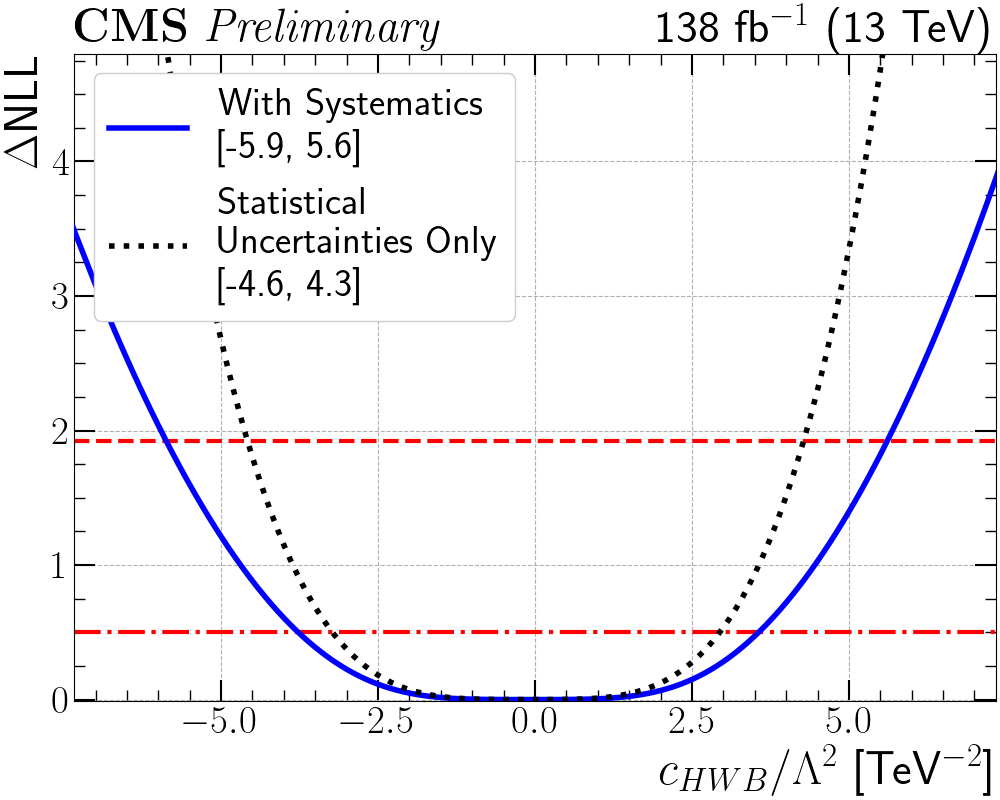 CMS Preliminary
138 fb⁻¹ (13 TeV)
ΔNLL
With Systematics
[-5.9, 5.6]
Statistical
Uncertainties Only
[-4.6, 4.3]
4
3
2
1
0
−5.0 −2.5 0.0 2.5 5.0
c_{HWB}/Λ² [TeV⁻²]